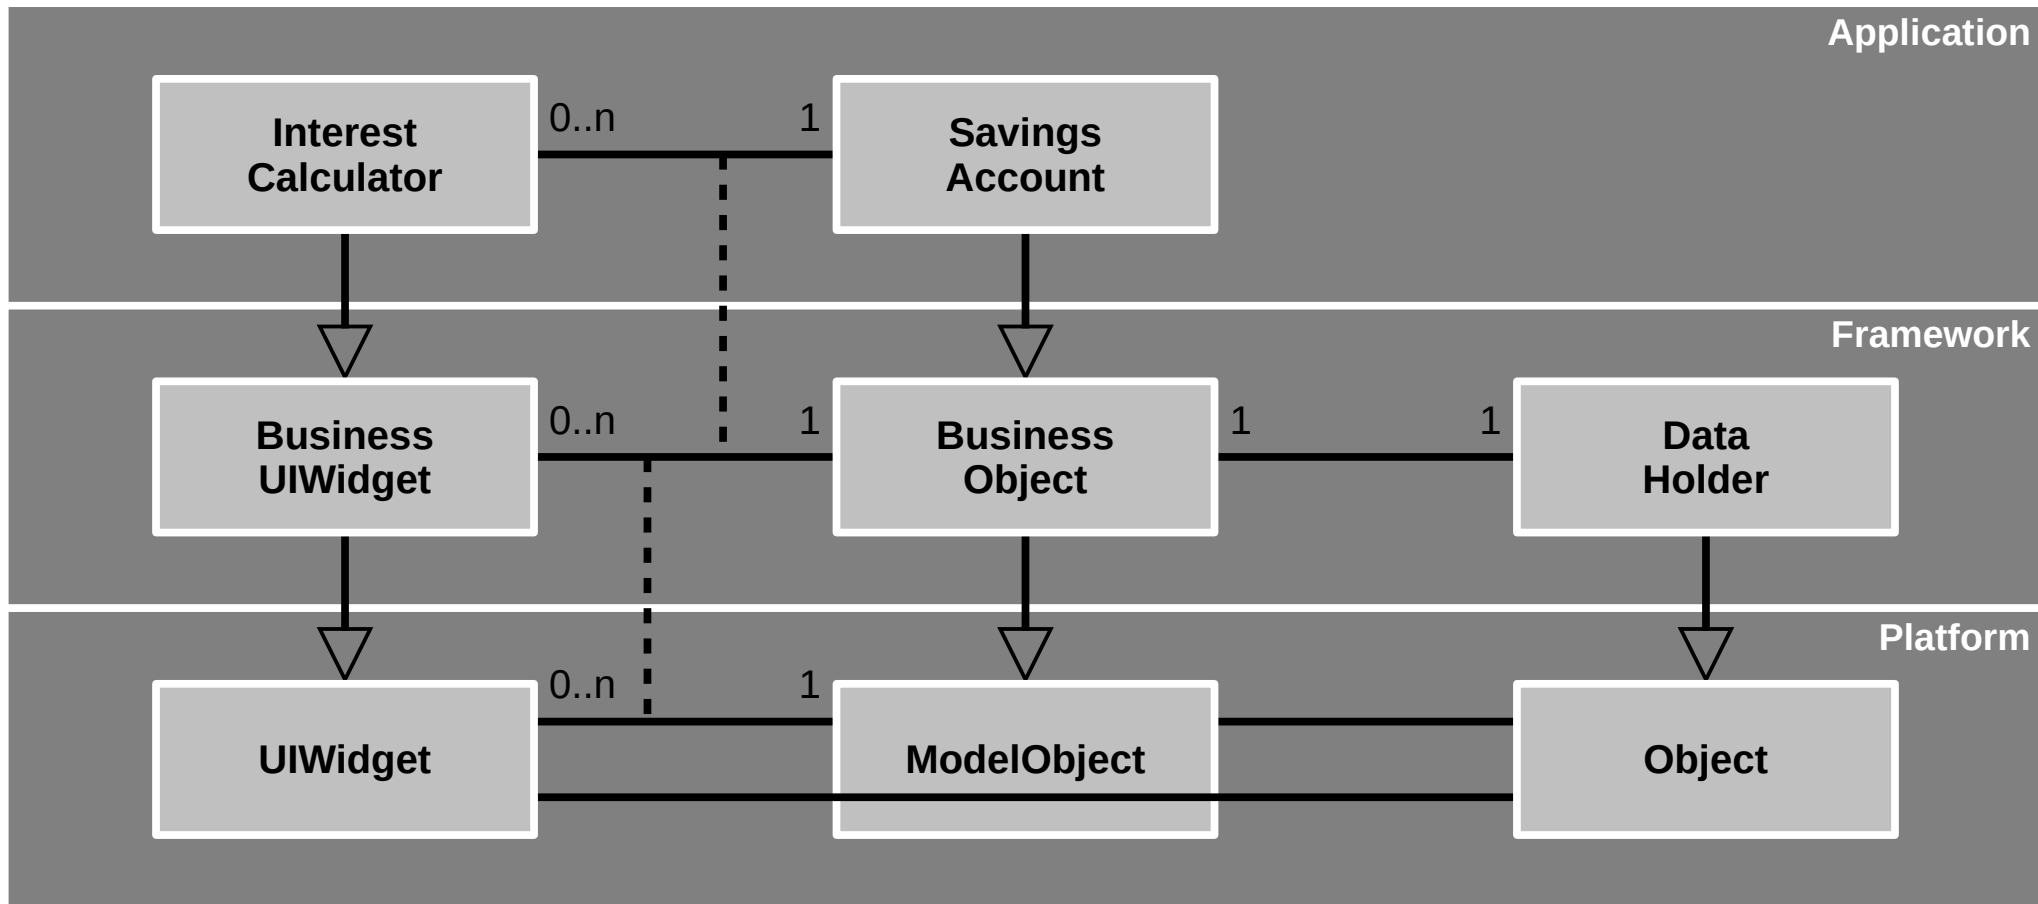 Application
Interest
Calculator
0..n
1
Savings
Account
Framework
Business
UIWidget
0..n
1
Business
Object
1
1
Data
Holder
Platform
UIWidget
0..n
1
ModelObject
Object